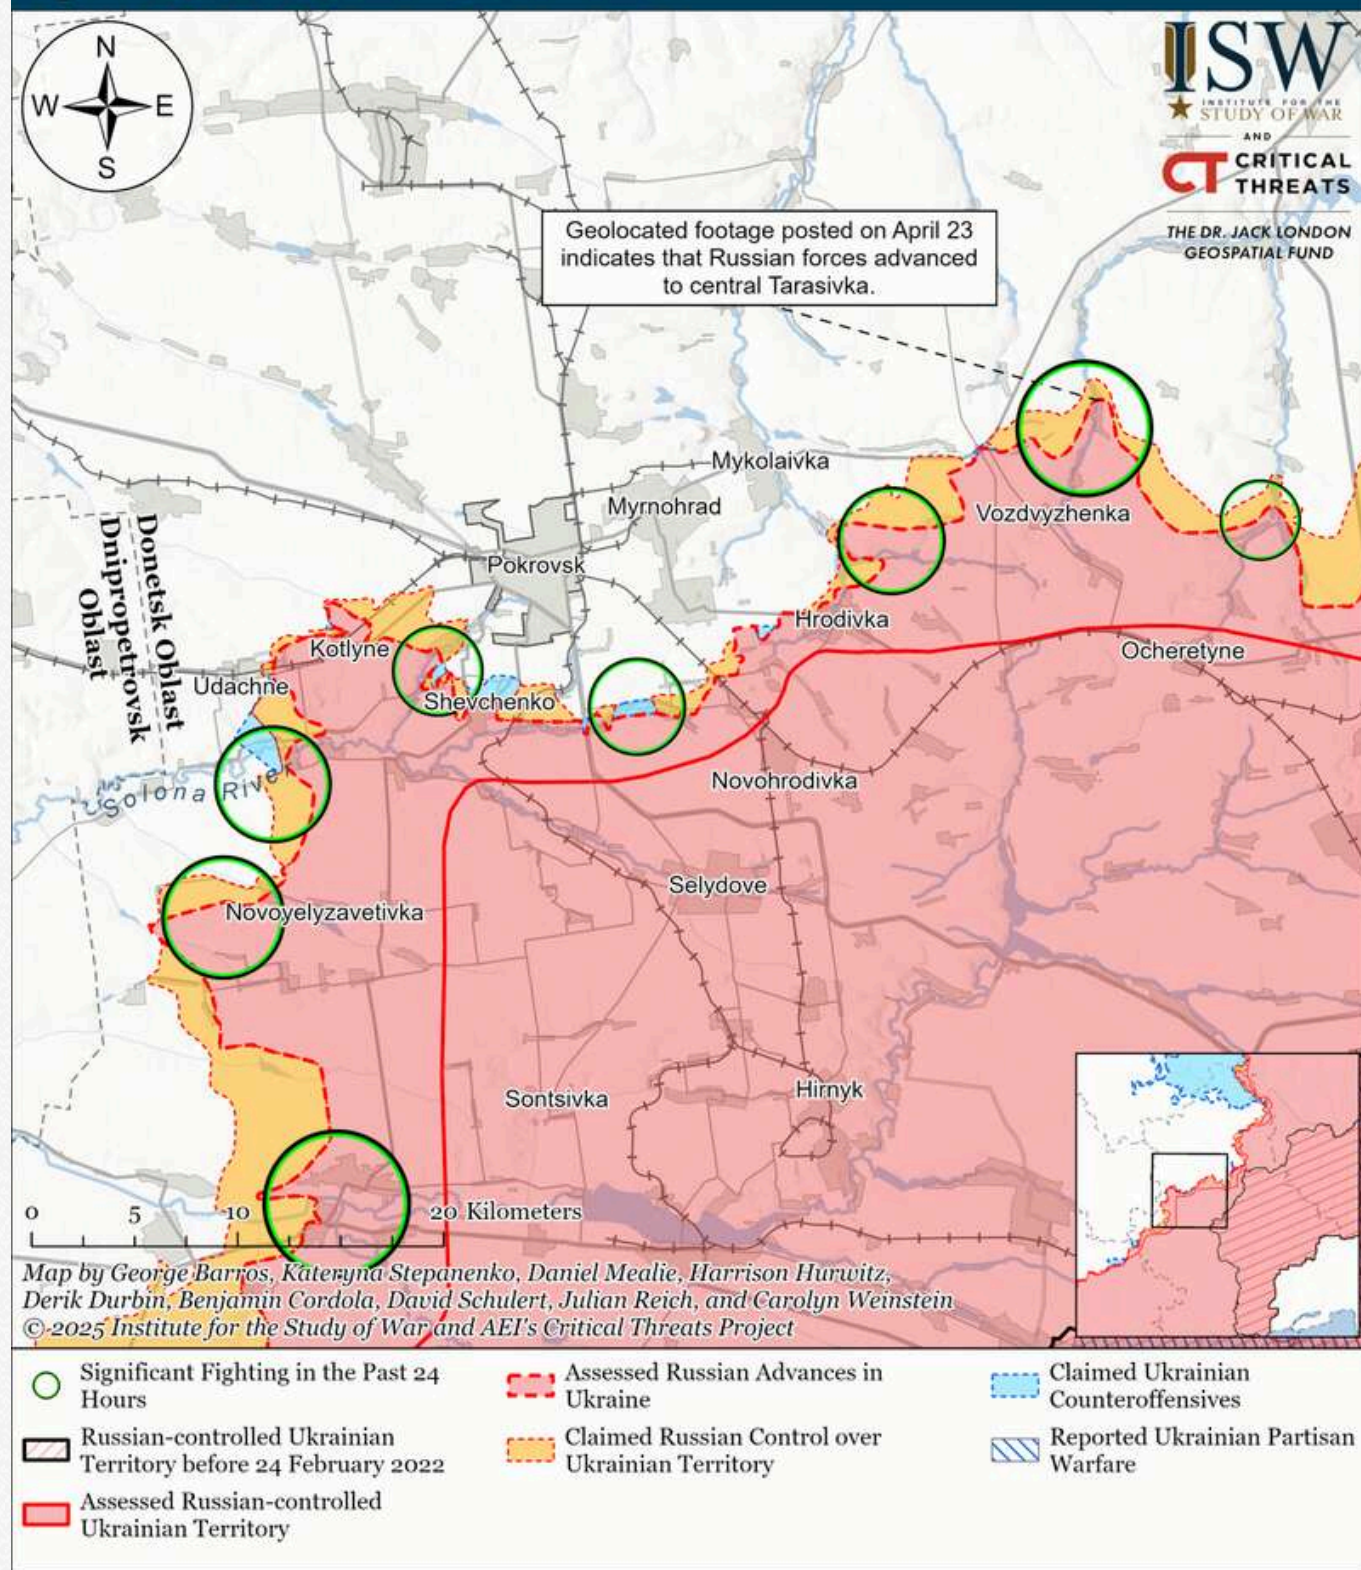 N
W
E
S
ISW
INSTITUTE FOR THE
STUDY OF WAR
AND
CT CRITICAL
THREATS
THE DR. JACK LONDON
GEOSPATIAL FUND
Geolocated footage posted on April 23
indicates that Russian forces advanced
to central Tarasivka.
Mykolaivka
Myrnohrad
Vozdvyzhenka
Pokrovsk
Donetsk Oblast
Dnipropetrovsk
Oblast
Hrodivka
Kotlyne
Ocheretyne
Udachne
Shevchenko
Solona River
Novohrodivka
Selydove
Novoyelyzavetivka
Sontsivka
Hirnyk
0
5
10
20 Kilometers
Map by George Barros, Kateryna Stepanenko, Daniel Mealie, Harrison Hurwitz,
Derik Durbin, Benjamin Cordola, David Schulert, Julian Reich, and Carolyn Weinstein
© 2025 Institute for the Study of War and AEI's Critical Threats Project
Significant Fighting in the Past 24
Hours
Russian-controlled Ukrainian
Territory before 24 February 2022
Assessed Russian-controlled
Ukrainian Territory
Assessed Russian Advances in
Ukraine
Claimed Russian Control over
Ukrainian Territory
Claimed Ukrainian
Counteroffensives
Reported Ukrainian Partisan
Warfare